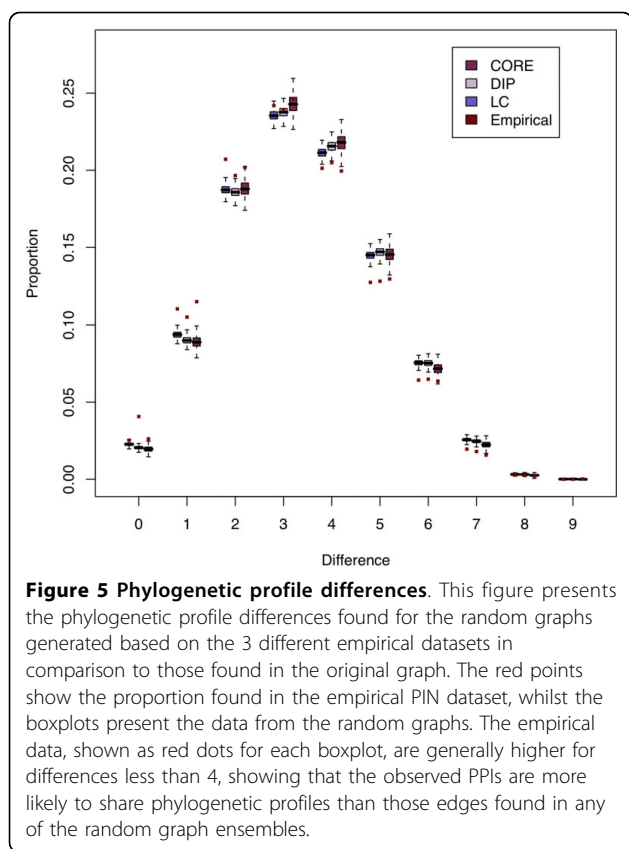 CORE
DIP
LC
Empirical
0.25
0.20
0.15
0.10
0.05
0.00
Proportion
0 1 2 3 4 5 6 7 8 9
Difference
Figure 5 Phylogenetic profile differences. This figure presents
the phylogenetic profile differences found for the random graphs
generated based on the 3 different empirical datasets in
comparison to those found in the original graph. The red points
show the proportion found in the empirical PIN dataset, whilst the
boxplots present the data from the random graphs. The empirical
data, shown as red dots for each boxplot, are generally higher for
differences less than 4, showing that the observed PPIs are more
likely to share phylogenetic profiles than those edges found in any
of the random graph ensembles.